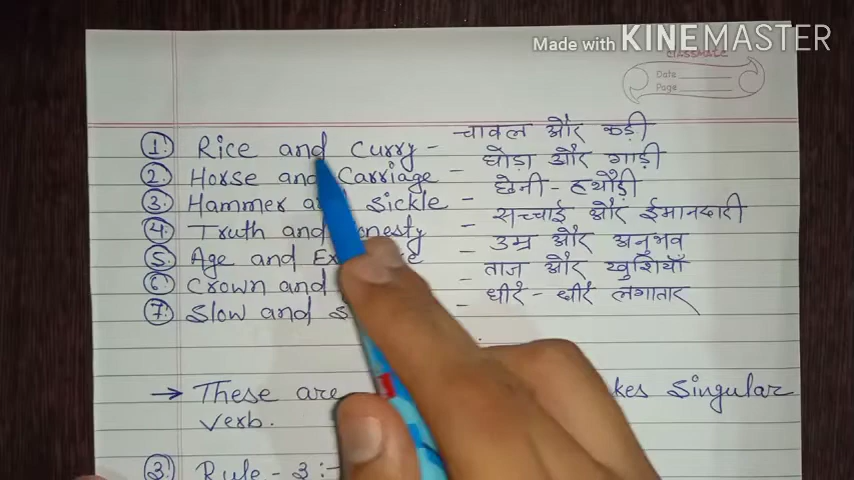 Made with KINEMASTER
CLASSMATE
Date
Page
1. Rice and Curry - चावल और कड़ी
2. Horse and Carriage - घोड़ा और गाड़ी
3. Hammer and Sickle - छेनी - हथौड़ी
4. Truth and - सच्चाई और ईमानदारी
5. Age and - उम्र और अनुभव
6. Crown and - ताज और खुशियाँ
7. Slow and - धीरे - धीरे लगातार
→ These are Singular
verb.
3. Rule - 3 :-